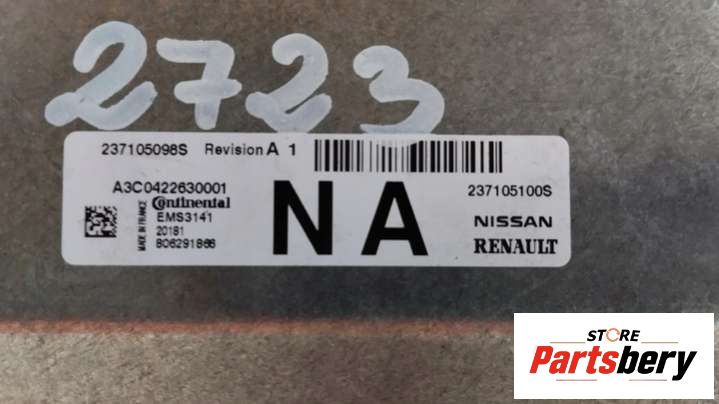 2723
237105098S Revision A 1
A3C0422630001
Continental
EMS3141
20181
806291866
MADE IN FRANCE
NA
237105100S
NISSAN
RENAULT
STORE
Partsbery